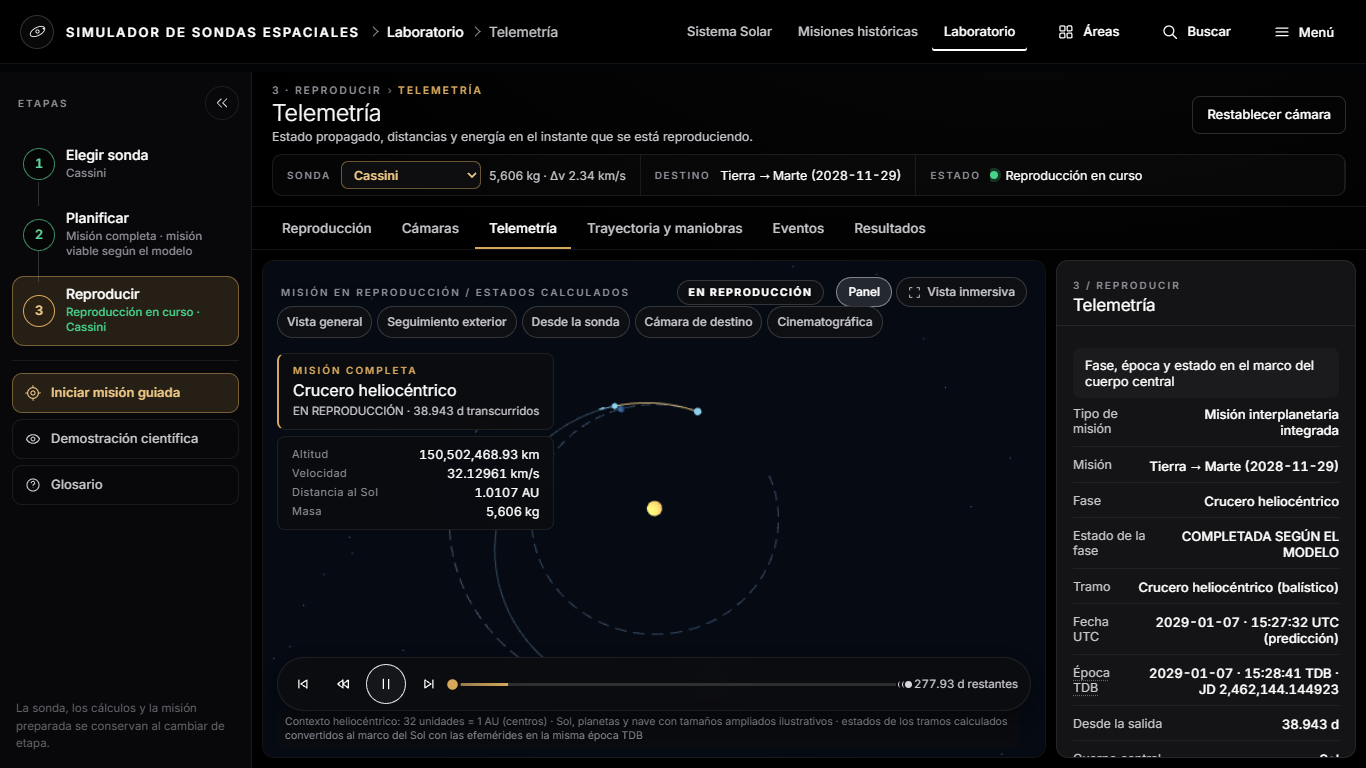 SIMULADOR DE SONDAS ESPACIALES > Laboratorio > Telemetría
Sistema Solar Misiones históricas Laboratorio Áreas Buscar Menú
ETAPAS
1 Elegir sonda
Cassini
2 Planificar
Misión completa · misión
viable según el modelo
3 Reproducir
Reproducción en curso ·
Cassini
Iniciar misión guiada
Demostración científica
Glosario
La sonda, los cálculos y la misión
preparada se conservan al cambiar de
etapa.
3 · REPRODUCIR › TELEMETRÍA
Telemetría
Estado propagado, distancias y energía en el instante que se está reproduciendo.
Restablecer cámara
SONDA Cassini 5,606 kg · Δv 2.34 km/s DESTINO Tierra → Marte (2028-11-29) ESTADO Reproducción en curso
Reproducción Cámaras Telemetría Trayectoria y maniobras Eventos Resultados
MISIÓN EN REPRODUCCIÓN / ESTADOS CALCULADOS EN REPRODUCCIÓN Panel Vista inmersiva
Vista general Seguimiento exterior Desde la sonda Cámara de destino Cinematográfica
MISIÓN COMPLETA
Crucero heliocéntrico
EN REPRODUCCIÓN · 38.943 d transcurridos
Altitud 150,502,468.93 km
Velocidad 32.12961 km/s
Distancia al Sol 1.0107 AU
Masa 5,606 kg
277.93 d restantes
Contexto heliocéntrico: 32 unidades = 1 AU (centros) · Sol, planetas y nave con tamaños ampliados ilustrativos · estados de los tramos calculados
convertidos al marco del Sol con las efemérides en la misma época TDB
3 / REPRODUCIR
Telemetría
Fase, época y estado en el marco del
cuerpo central
Tipo de misión Misión interplanetaria integrada
Misión Tierra → Marte (2028-11-29)
Fase Crucero heliocéntrico
Estado de la fase COMPLETADA SEGÚN EL MODELO
Tramo Crucero heliocéntrico (balístico)
Fecha UTC 2029-01-07 · 15:27:32 UTC (predicción)
Época TDB 2029-01-07 · 15:28:41 TDB · JD 2,462,144.144923
Desde la salida 38.943 d
Cuerpo central Sol